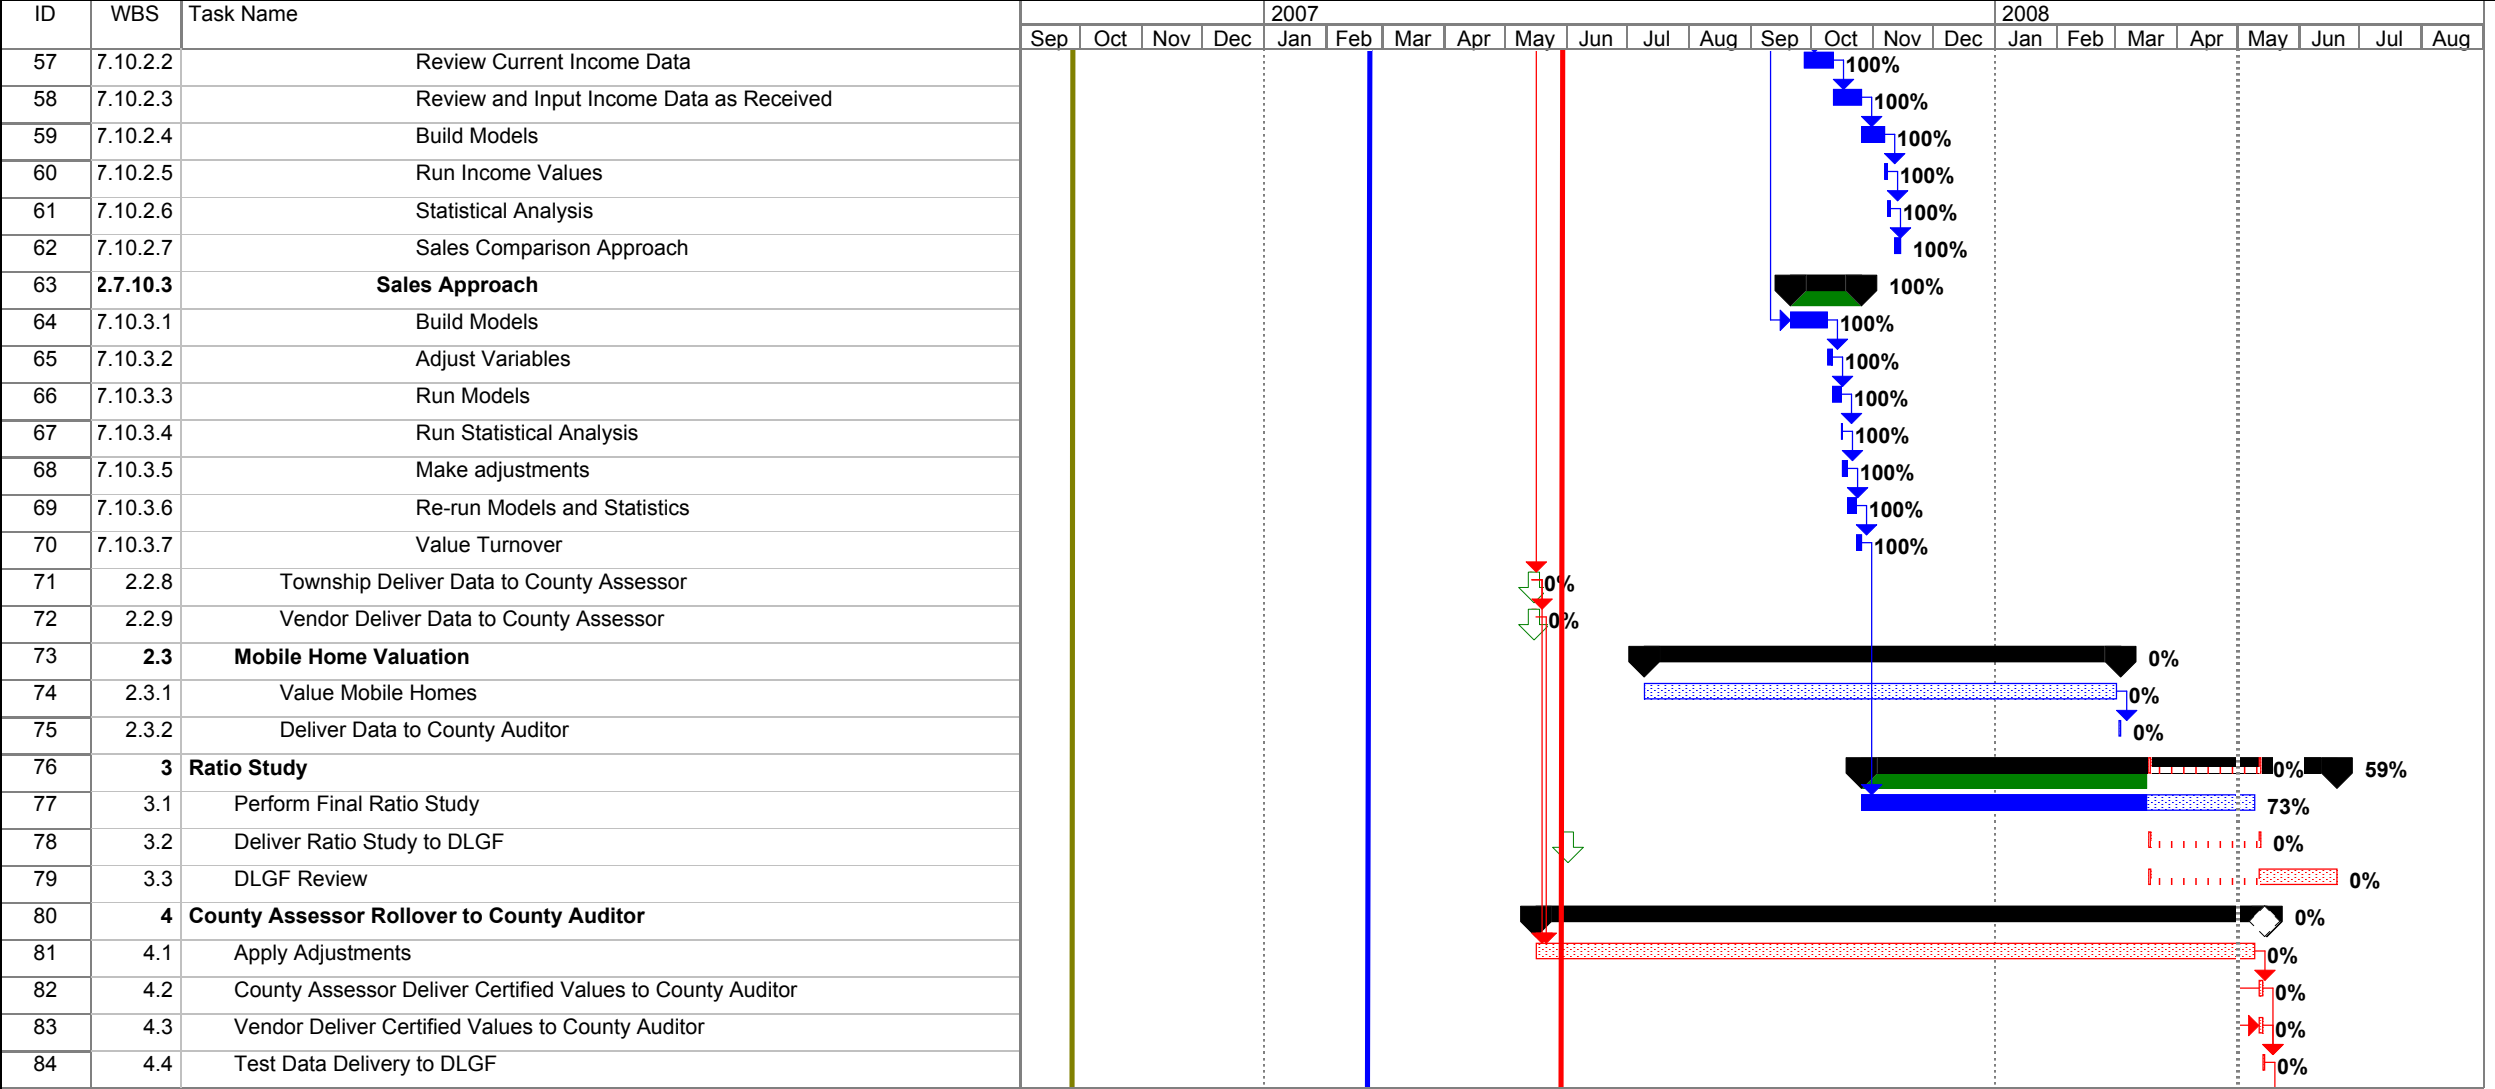 ID WBS Task Name 2007 2008
Sep Oct Nov Dec Jan Feb Mar Apr May Jun Jul Aug Sep Oct Nov Dec Jan Feb Mar Apr May Jun Jul Aug
57 7.10.2.2 Review Current Income Data 100%
58 7.10.2.3 Review and Input Income Data as Received 100%
59 7.10.2.4 Build Models 100%
60 7.10.2.5 Run Income Values 100%
61 7.10.2.6 Statistical Analysis 100%
62 7.10.2.7 Sales Comparison Approach 100%
63 2.7.10.3 Sales Approach 100%
64 7.10.3.1 Build Models 100%
65 7.10.3.2 Adjust Variables 100%
66 7.10.3.3 Run Models 100%
67 7.10.3.4 Run Statistical Analysis 100%
68 7.10.3.5 Make adjustments 100%
69 7.10.3.6 Re-run Models and Statistics 100%
70 7.10.3.7 Value Turnover 100%
71 2.2.8 Township Deliver Data to County Assessor 0%
72 2.2.9 Vendor Deliver Data to County Assessor 0%
73 2.3 Mobile Home Valuation 0%
74 2.3.1 Value Mobile Homes 0%
75 2.3.2 Deliver Data to County Auditor 0%
76 3 Ratio Study 0% 59%
77 3.1 Perform Final Ratio Study 73%
78 3.2 Deliver Ratio Study to DLGF 0%
79 3.3 DLGF Review 0%
80 4 County Assessor Rollover to County Auditor 0%
81 4.1 Apply Adjustments 0%
82 4.2 County Assessor Deliver Certified Values to County Auditor 0%
83 4.3 Vendor Deliver Certified Values to County Auditor 0%
84 4.4 Test Data Delivery to DLGF 0%